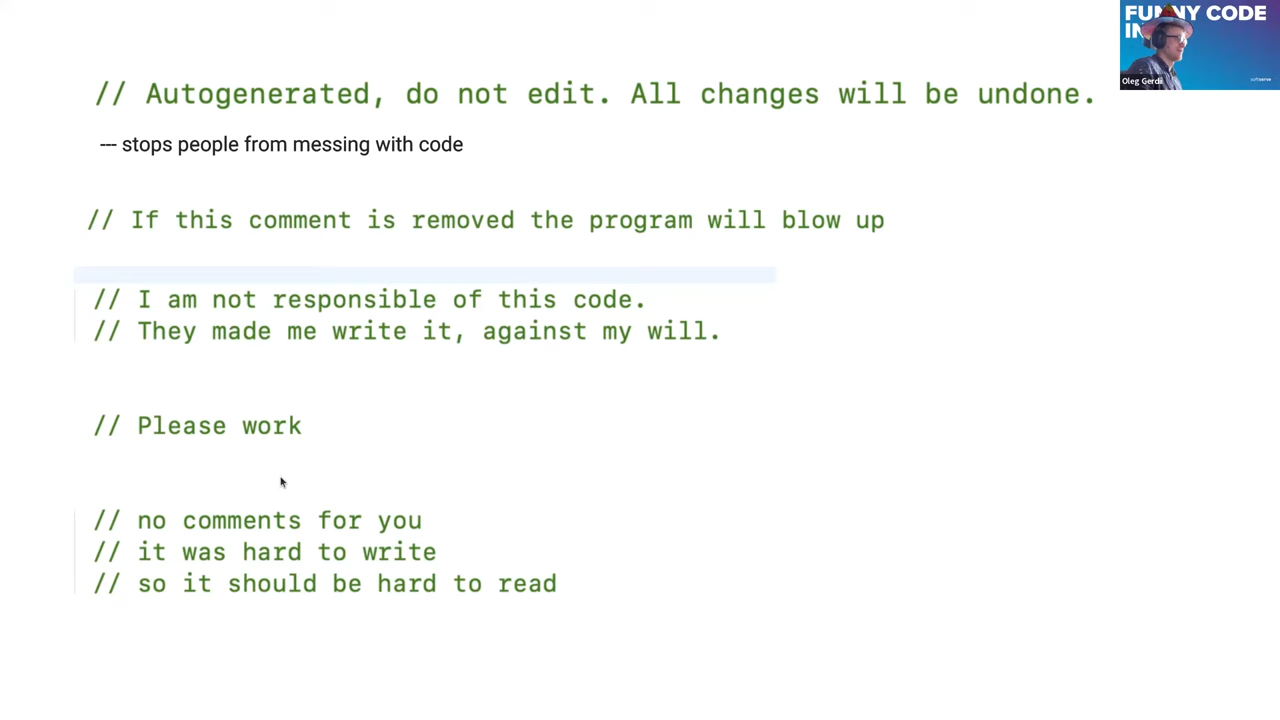 // Autogenerated, do not edit. All changes will be undone.
--- stops people from messing with code
// If this comment is removed the program will blow up
// I am not responsible of this code.
// They made me write it, against my will.
// Please work
// no comments for you
// it was hard to write
// so it should be hard to read
FUNNY CODE
IN
Oleg Gerdii
softserve